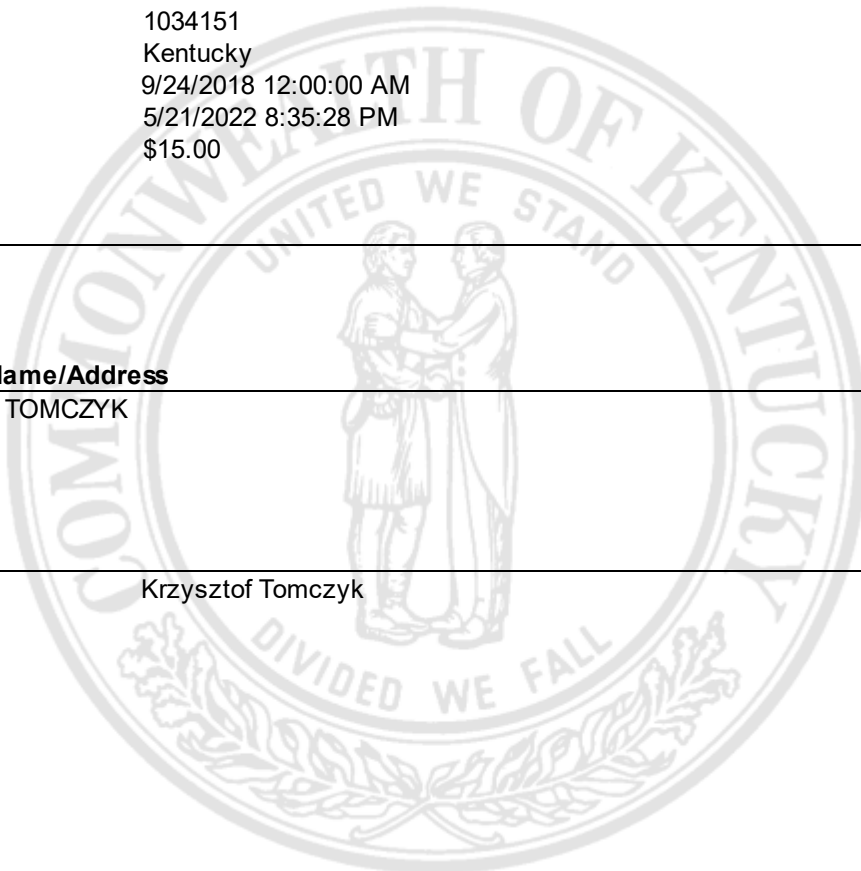 1034151
Kentucky
9/24/2018 12:00:00 AM
5/21/2022 8:35:28 PM
$15.00
COMMONWEALTH OF KENTUCKY
UNITED WE STAND
ame/Address
TOMCZYK
Krzysztof Tomczyk
DIVIDED WE FALL